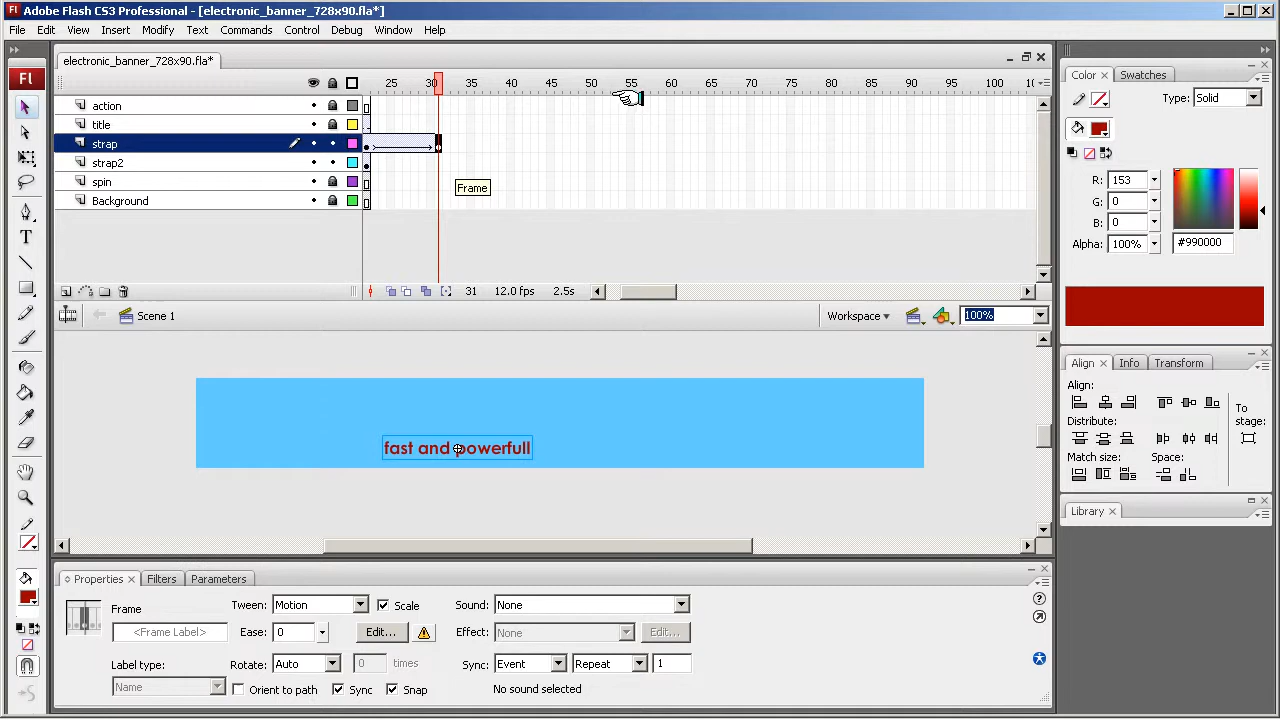 Adobe Flash CS3 Professional - [electronic_banner_728x90.fla*]
File Edit View Insert Modify Text Commands Control Debug Window Help
electronic_banner_728x90.fla*
Fl
25 30 35 40 45 50 55 60 65 70 75 80 85 90 95 100
action
title
strap
strap2
spin
Background
Frame
31 12.0 fps 2.5s
Scene 1
Workspace
100%
fast and powerfull
Properties Filters Parameters
Frame
<Frame Label>
Label type:
Name
Tween: Motion
Scale
Ease: 0
Edit...
Rotate: Auto
0 times
Orient to path
Sync
Snap
Sound: None
Effect: None
Edit...
Sync: Event
Repeat
1
No sound selected
Color Swatches
Type: Solid
R: 153
G: 0
B: 0
Alpha: 100%
#990000
Align Info Transform
Align:
Distribute:
Match size:
Space:
To stage:
Library